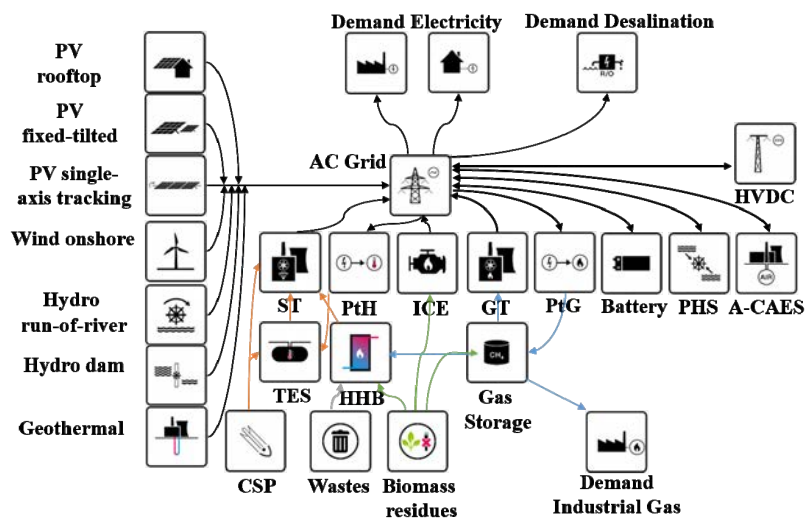 Demand Electricity
Demand Desalination
PV
rooftop
R/O
PV
fixed-tilted
AC Grid
PV single-
axis tracking
HVDC
Wind onshore
ST
PtH
ICE
GT
PtG
Battery
PHS
A-CAES
AIR
Hydro
run-of-river
CH₄
Hydro dam
TES
HHB
Gas
Storage
Geothermal
CSP
Wastes
Biomass
residues
Demand
Industrial Gas